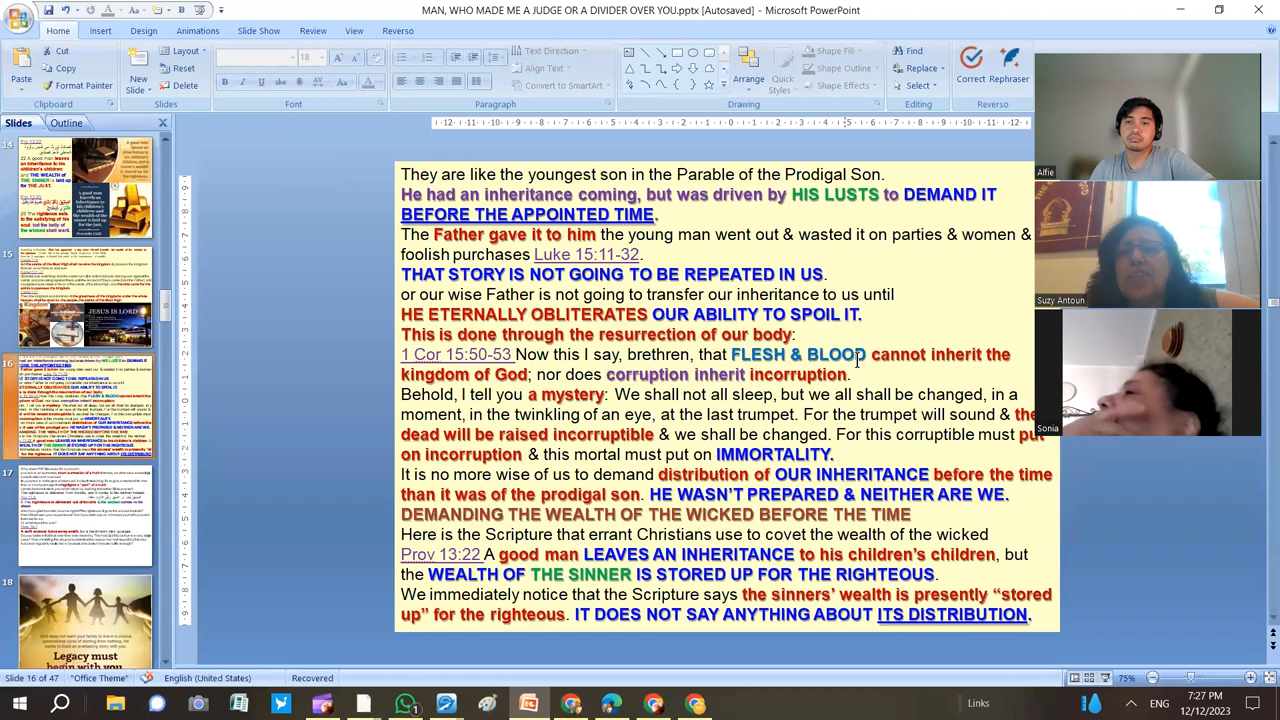 MAN, WHO MADE ME A JUDGE OR A DIVIDER OVER YOU.pptx [Autosaved] - Microsoft PowerPoint
Home Insert Design Animations Slide Show Review View Reverso
Paste
Cut
Copy
Format Painter
Clipboard
New Slide
Layout
Reset
Delete
Slides
18
Font
Text Direction
Align Text
Convert to SmartArt
Paragraph
Arrange
Quick Styles
Shape Fill
Shape Outline
Shape Effects
Drawing
Find
Replace
Select
Editing
Correct Rephraser
Reverso
Slides Outline
14
15
JESUS IS LORD
16
17
18
Legacy must
begin with you
They are as the youngest son in the Parable of the Prodigal Son.
He had an inheritance coming, but was driven by HIS LUSTS to DEMAND IT
BEFORE THE APPOINTED TIME.
The Father gave it to him the young man went out & wasted it on parties & women &
foolish purchases Luke 15:11-32.
THAT STORY IS NOT GOING TO BE REPEATED IN US.
or our wise Father is not going to transfer our inheritance to us until
HE ETERNALLY OBLITERATES OUR ABILITY TO SPOIL IT.
This is done through the resurrection of our body:
1 Cor 15:50-53 Now this I say, brethren, that FLESH & BLOOD cannot inherit the
kingdom of God; nor does corruption inherit incorruption.
Behold, I tell you a mystery: We shall not all sleep, but we all shall be changed, in a
moment, in the twinkling of an eye, at the last trumpet. For the trumpet will sound & the
dead will be raised incorruptible & we shall be changed. For this corruptible must put
on incorruption & this mortal must put on IMMORTALITY.
It is no more wise of us to demand distribution of OUR INHERITANCE before the time
than it was of the prodigal son. HE WASN'T PREPARED & NEITHER ARE WE.
DEMANDING THE WEALTH OF THE WICKED BEFORE THE TIME
Here is the Scripture that errant Christians use to covet the wealth of the wicked
Prov 13:22 A good man LEAVES AN INHERITANCE to his children's children, but
the WEALTH OF THE SINNER IS STORED UP FOR THE RIGHTEOUS.
We immediately notice that the Scripture says the sinners' wealth is presently "stored
up" for the righteous. IT DOES NOT SAY ANYTHING ABOUT ITS DISTRIBUTION.
Alfie
Suzy Antoun
Sonia
Slide 16 of 47 "Office Theme" English (United States) Recovered 75%
Links ENG 7:27 PM
12/12/2023